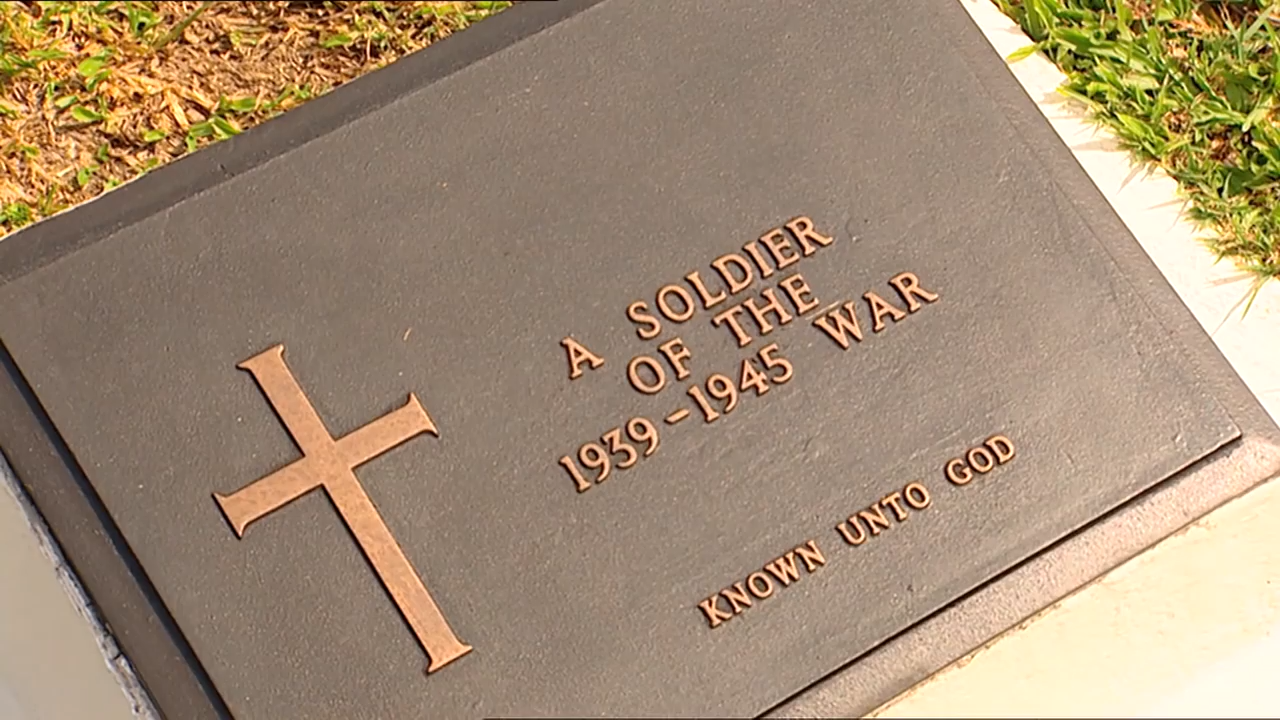 A SOLDIER
OF THE
1939-1945 WAR
KNOWN UNTO GOD